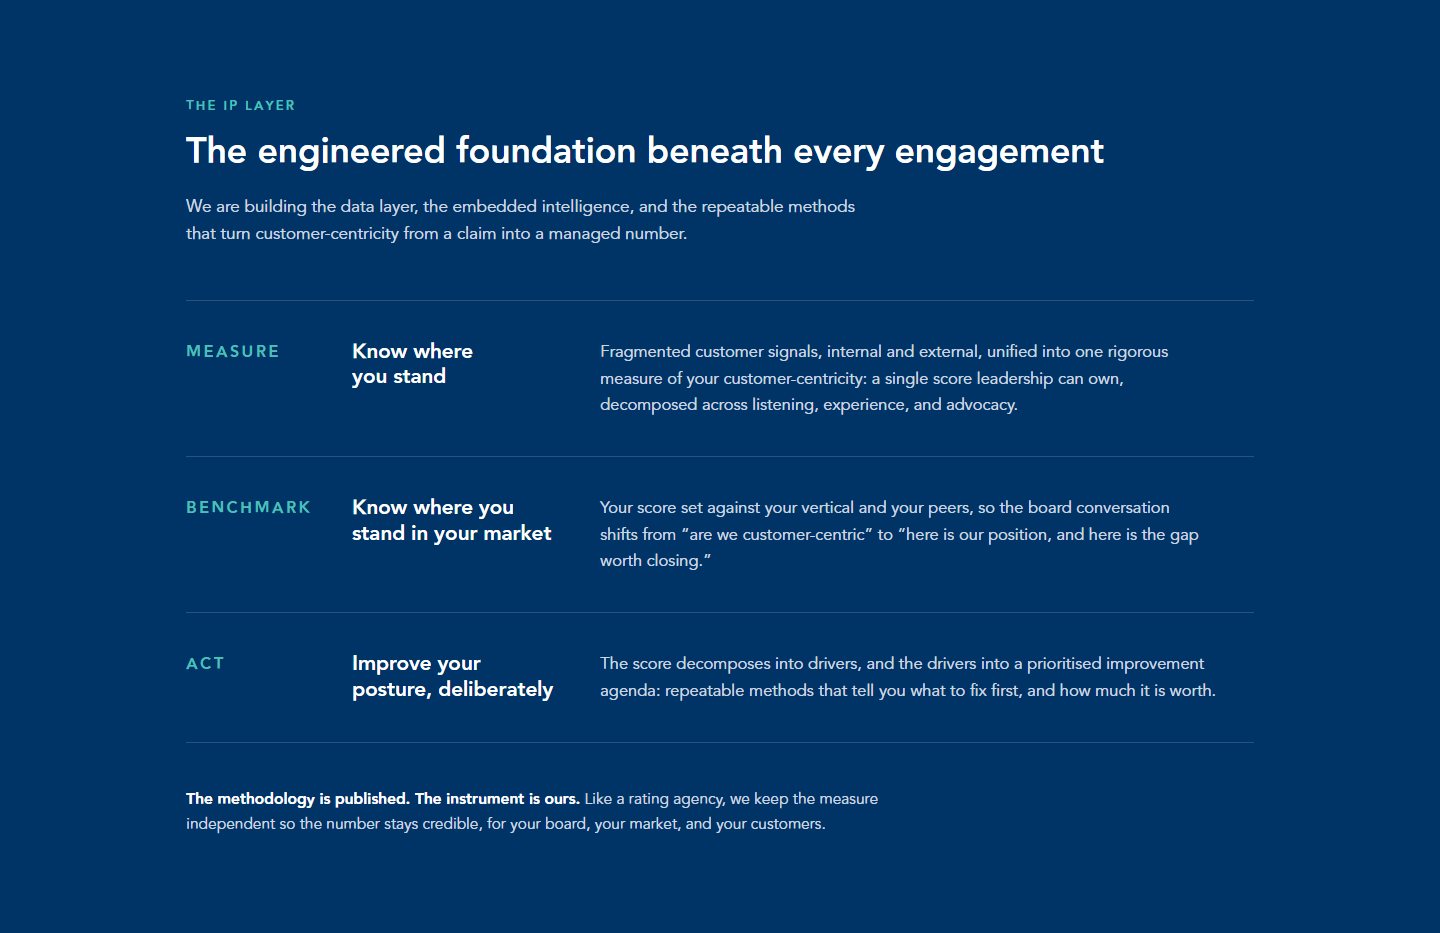 THE IP LAYER
The engineered foundation beneath every engagement
We are building the data layer, the embedded intelligence, and the repeatable methods
that turn customer-centricity from a claim into a managed number.
MEASURE
Know where
you stand
Fragmented customer signals, internal and external, unified into one rigorous
measure of your customer-centricity: a single score leadership can own,
decomposed across listening, experience, and advocacy.
BENCHMARK
Know where you
stand in your market
Your score set against your vertical and your peers, so the board conversation
shifts from “are we customer-centric” to “here is our position, and here is the gap
worth closing.”
ACT
Improve your
posture, deliberately
The score decomposes into drivers, and the drivers into a prioritised improvement
agenda: repeatable methods that tell you what to fix first, and how much it is worth.
The methodology is published. The instrument is ours. Like a rating agency, we keep the measure
independent so the number stays credible, for your board, your market, and your customers.